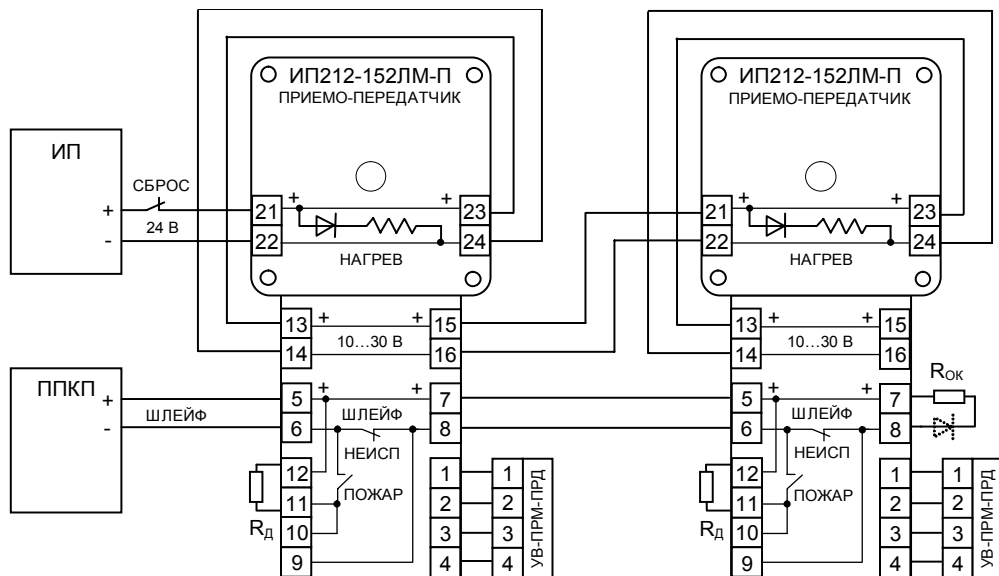 ИП212-152ЛМ-П
ПРИЕМО-ПЕРЕДАТЧИК
ИП212-152ЛМ-П
ПРИЕМО-ПЕРЕДАТЧИК
ИП
СБРОС
+
24 В
-
+ +
21 23
22 24
НАГРЕВ
+ +
21 23
22 24
НАГРЕВ
13 + + 15
14 10...30 В 16
13 + + 15
14 10...30 В 16
ППКП
+
-
ШЛЕЙФ
5 + + 7
6 ШЛЕЙФ 8
НЕИСП
12
11 ПОЖАР
10
9
RД
1 1
2 2
3 3
4 4
УВ-ПРМ-ПРД
5 + + 7
6 ШЛЕЙФ 8
НЕИСП
RОК
12
11 ПОЖАР
10
9
RД
1 1
2 2
3 3
4 4
УВ-ПРМ-ПРД